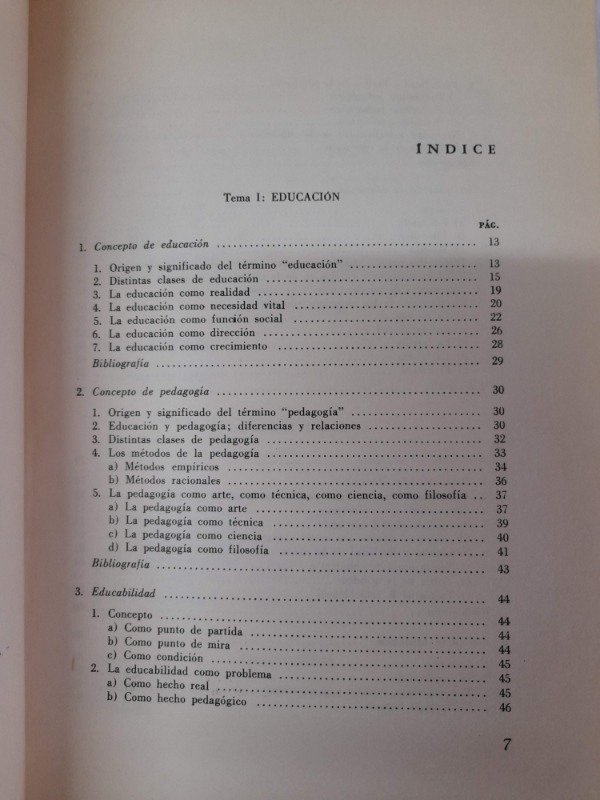 ÍNDICE
Tema I: EDUCACIÓN
PÁG.
1. Concepto de educación ........ 13
1. Origen y significado del término "educación" ........ 13
2. Distintas clases de educación ........ 15
3. La educación como realidad ........ 19
4. La educación como necesidad vital ........ 20
5. La educación como función social ........ 22
6. La educación como dirección ........ 26
7. La educación como crecimiento ........ 28
Bibliografía ........ 29
2. Concepto de pedagogía ........ 30
1. Origen y significado del término "pedagogía" ........ 30
2. Educación y pedagogía; diferencias y relaciones ........ 30
3. Distintas clases de pedagogía ........ 32
4. Los métodos de la pedagogía ........ 33
a) Métodos empíricos ........ 34
b) Métodos racionales ........ 36
5. La pedagogía como arte, como técnica, como ciencia, como filosofía .. 37
a) La pedagogía como arte ........ 37
b) La pedagogía como técnica ........ 39
c) La pedagogía como ciencia ........ 40
d) La pedagogía como filosofía ........ 41
Bibliografía ........ 43
3. Educabilidad ........ 44
1. Concepto ........ 44
a) Como punto de partida ........ 44
b) Como punto de mira ........ 44
c) Como condición ........ 45
2. La educabilidad como problema ........ 45
a) Como hecho real ........ 45
b) Como hecho pedagógico ........ 46
7